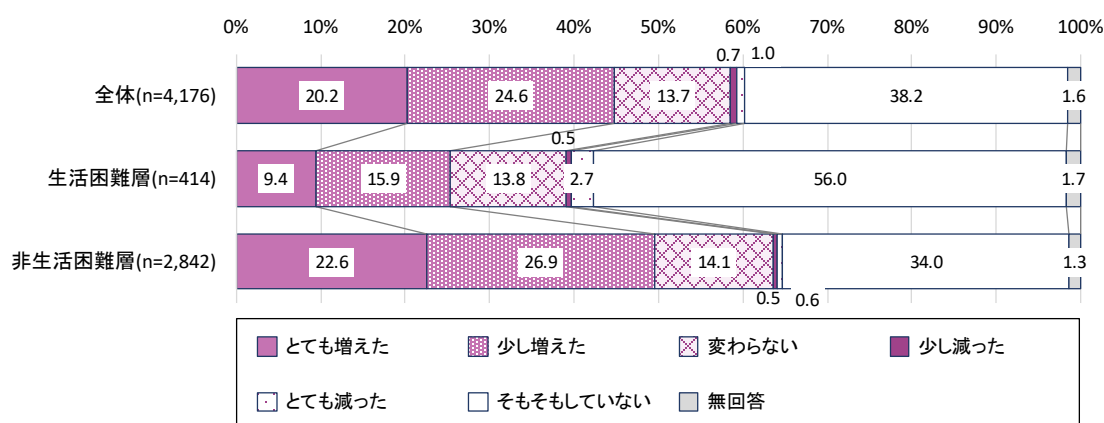 0% 10% 20% 30% 40% 50% 60% 70% 80% 90% 100%
0.7 1.0
全体(n=4,176) 20.2 24.6 13.7 38.2 1.6
0.5
生活困難層(n=414) 9.4 15.9 13.8 2.7 56.0 1.7
非生活困難層(n=2,842) 22.6 26.9 14.1 34.0 1.3
0.5 0.6
とても増えた 少し増えた 変わらない 少し減った
とても減った そもそもしていない 無回答